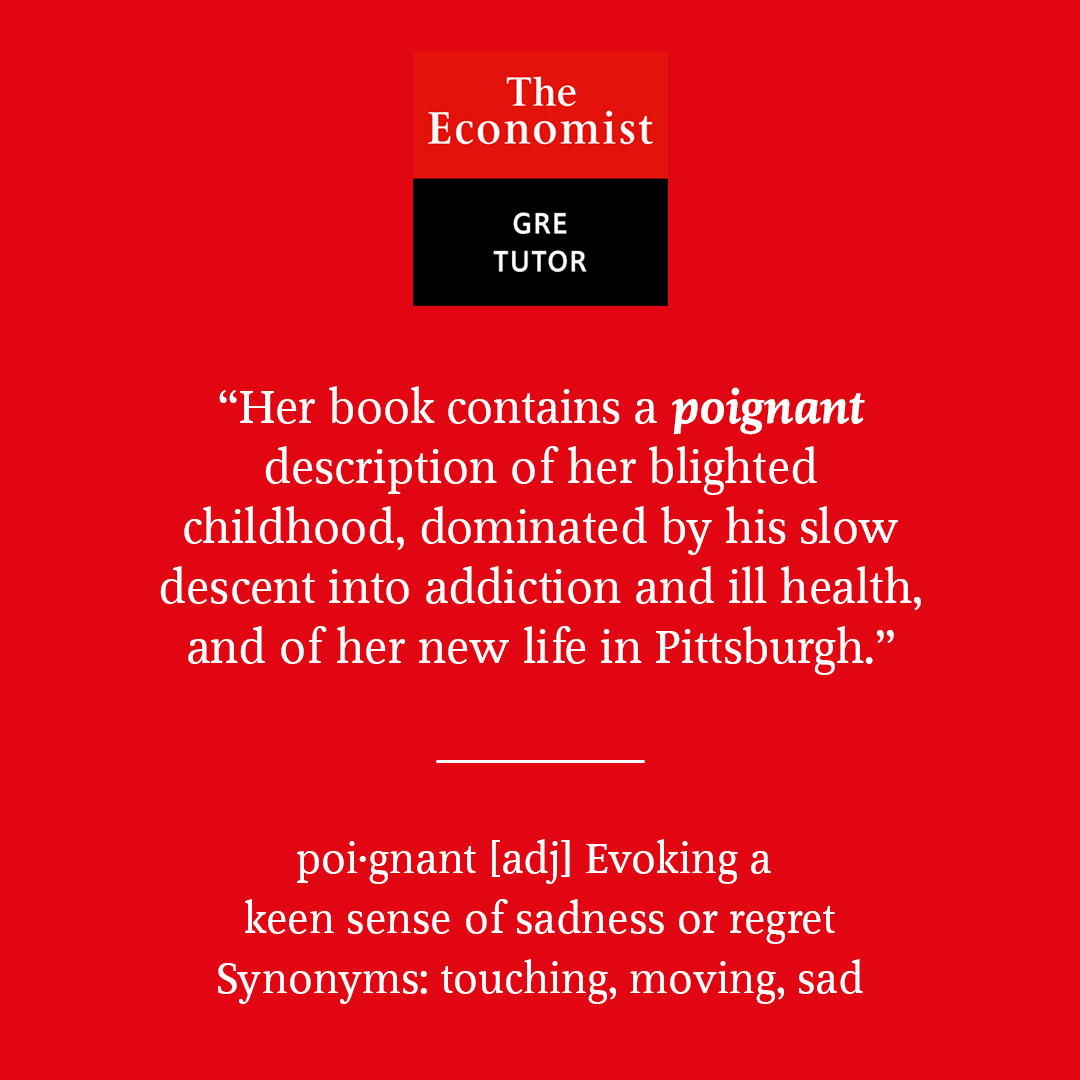 The
Economist
GRE
TUTOR
“Her book contains a poignant
description of her blighted
childhood, dominated by his slow
descent into addiction and ill health,
and of her new life in Pittsburgh.”
poi·gnant [adj] Evoking a
keen sense of sadness or regret
Synonyms: touching, moving, sad